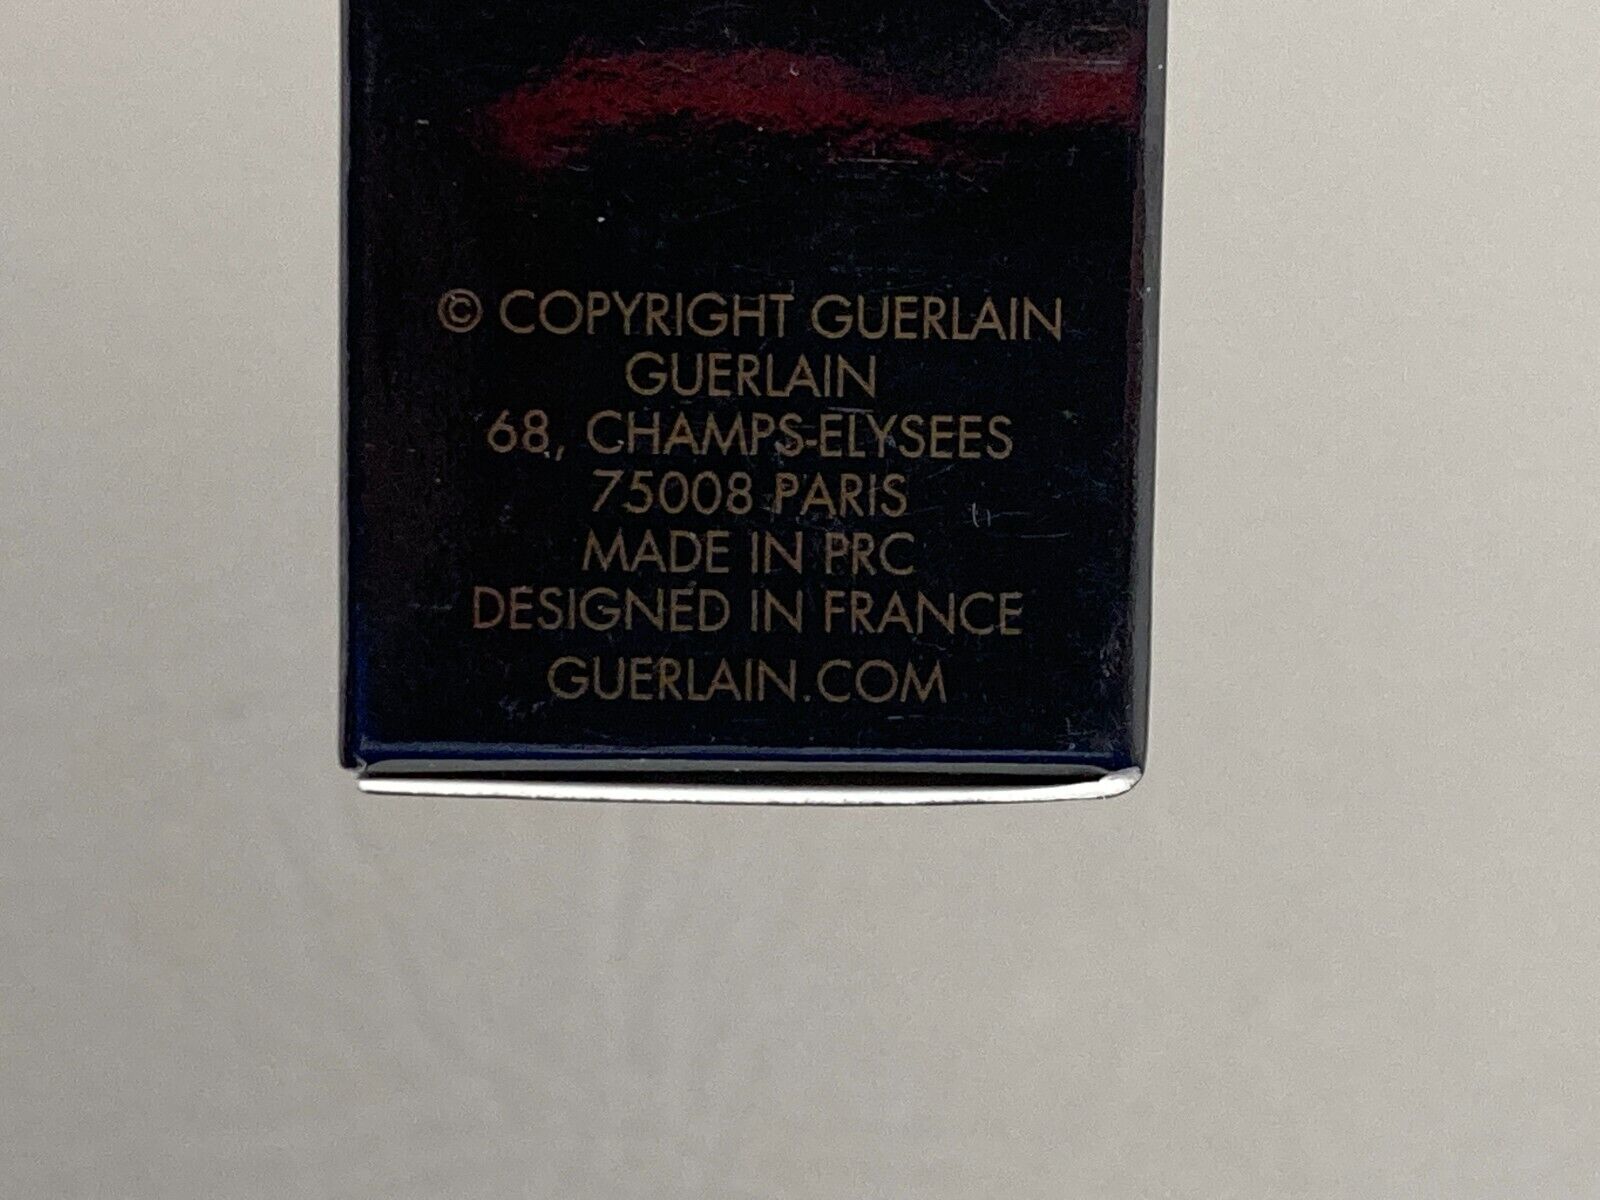 © COPYRIGHT GUERLAIN
GUERLAIN
68, CHAMPS-ELYSEES
75008 PARIS
MADE IN PRC
DESIGNED IN FRANCE
GUERLAIN.COM